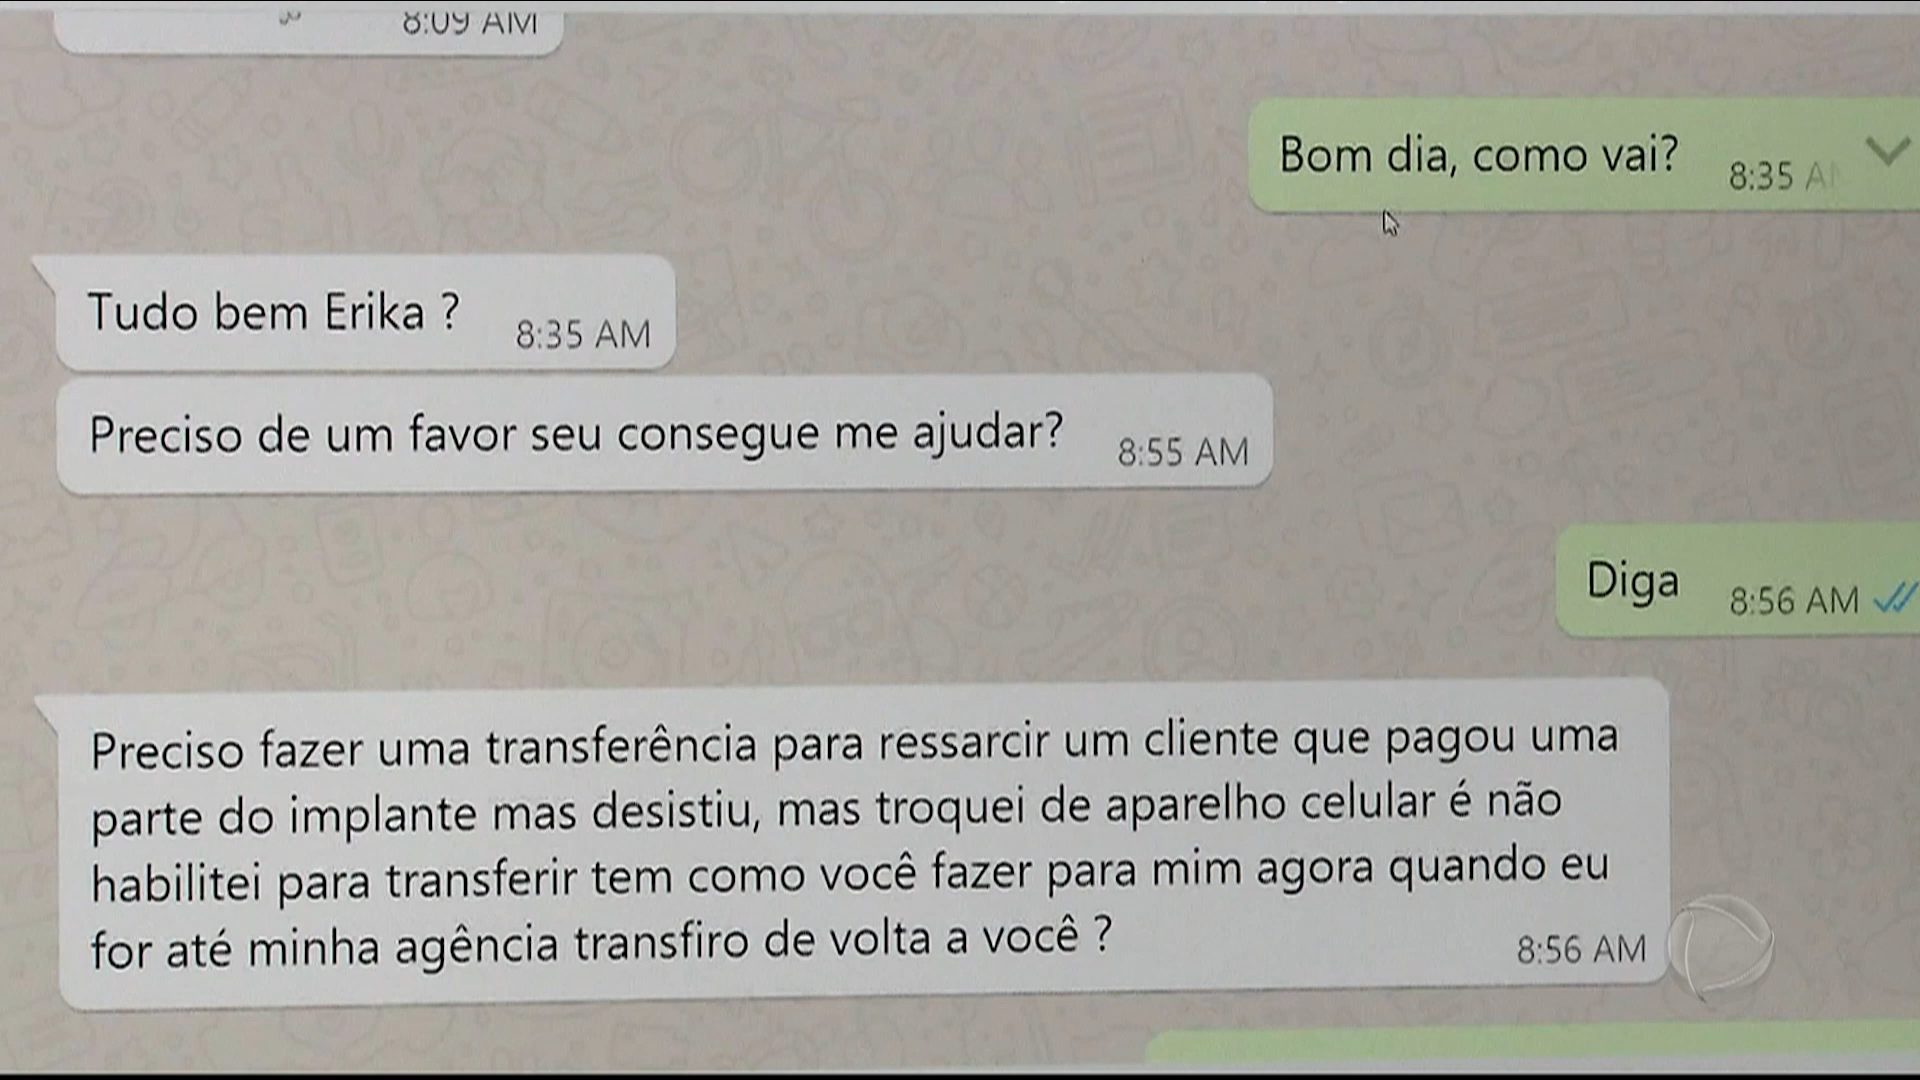 8:09 AM
Bom dia, como vai?
8:35 A
Tudo bem Erika ?
8:35 AM
Preciso de um favor seu consegue me ajudar?
8:55 AM
Diga
8:56 AM
Preciso fazer uma transferência para ressarcir um cliente que pagou uma
parte do implante mas desistiu, mas troquei de aparelho celular é não
habilitei para transferir tem como você fazer para mim agora quando eu
for até minha agência transfiro de volta a você ?
8:56 AM